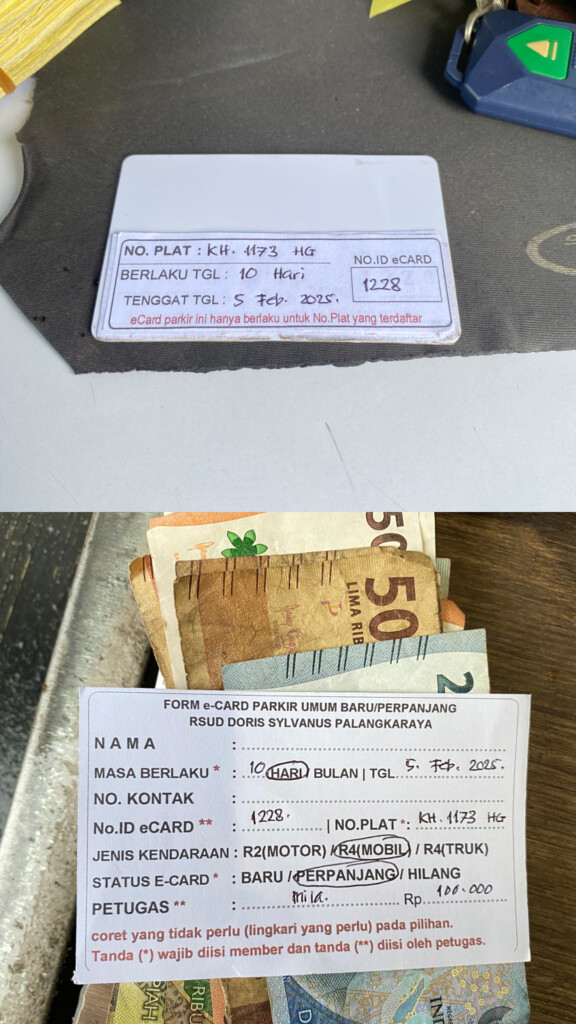 NO. PLAT : KH. 1173 HG
BERLAKU TGL : 10 Hari
TENGGAT TGL : 5 Feb. 2025.
NO.ID eCARD
1228
eCard parkir ini hanya berlaku untuk No.Plat yang terdaftar
50
50
LIMA RIB
2
FORM e-CARD PARKIR UMUM BARU/PERPANJANG
RSUD DORIS SYLVANUS PALANGKARAYA
N A M A :
MASA BERLAKU * : 10 HARI BULAN | TGL 5. Feb. 2025.
NO. KONTAK :
No.ID eCARD ** : 1228. | NO.PLAT *: KH. 1173 HG
JENIS KENDARAAN : R2(MOTOR) / R4(MOBIL) / R4(TRUK)
STATUS E-CARD * : BARU / PERPANJANG / HILANG
PETUGAS ** : mila. Rp 100.000
coret yang tidak perlu (lingkari yang perlu) pada pilihan.
Tanda (*) wajib diisi member dan tanda (**) diisi oleh petugas.
RIBU
IAH